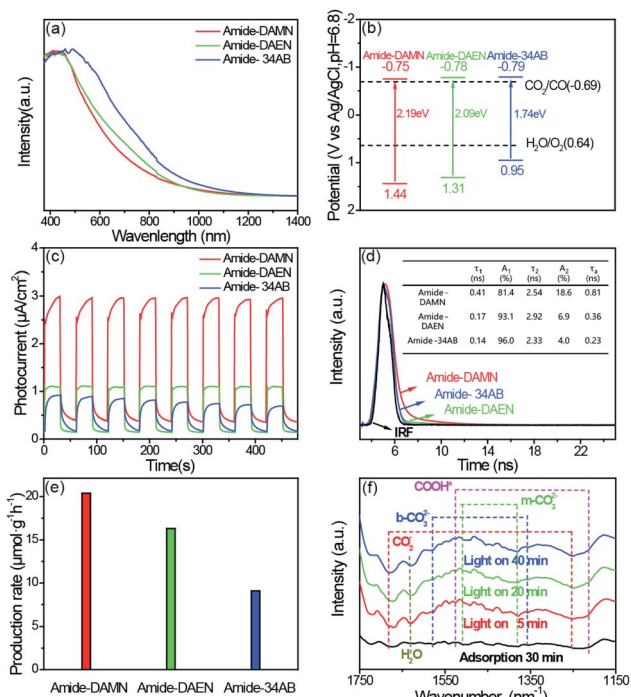 (a)
Amide-DAMN
Amide-DAEN
Amide- 34AB
Intensity(a.u.)
400 600 800 1000 1200 1400
Wavelength (nm)
(b)
Potential (V vs Ag/AgCl,pH=6.8)
-2
-1
0
1
2
Amide-DAMN Amide-DAEN Amide-34AB
-0.75 -0.78 -0.79
CO2/CO(-0.69)
2.19eV 2.09eV 1.74eV
H2O/O2(0.64)
1.44 1.31 0.95
(c)
Amide-DAMN
Amide-DAEN
Amide- 34AB
Photocurrent (μA/cm²)
4
3
2
1
0
0 100 200 300 400
Time(s)
(d)
τ1 (ns) A1 (%) τ2 (ns) A2 (%) τa (ns)
Amide -DAMN 0.41 81.4 2.54 18.6 0.81
Amide -DAEN 0.17 93.1 2.92 6.9 0.36
Amide -34AB 0.14 96.0 2.33 4.0 0.23
Amide-DAMN
Amide- 34AB
Amide-DAEN
IRF
Intensity (a.u.)
6 12 18 24
Time (ns)
(e)
Production rate (μmol·g⁻¹h⁻¹)
20
15
10
5
0
Amide-DAMN Amide-DAEN Amide-34AB
(f)
COOH*
m-CO3²⁻
b-CO3²⁻
CO2⁻
Light on 40 min
Light on 20 min
Light on 5 min
H2O
Adsorption 30 min
Intensity (a.u.)
1750 1550 1350 1150